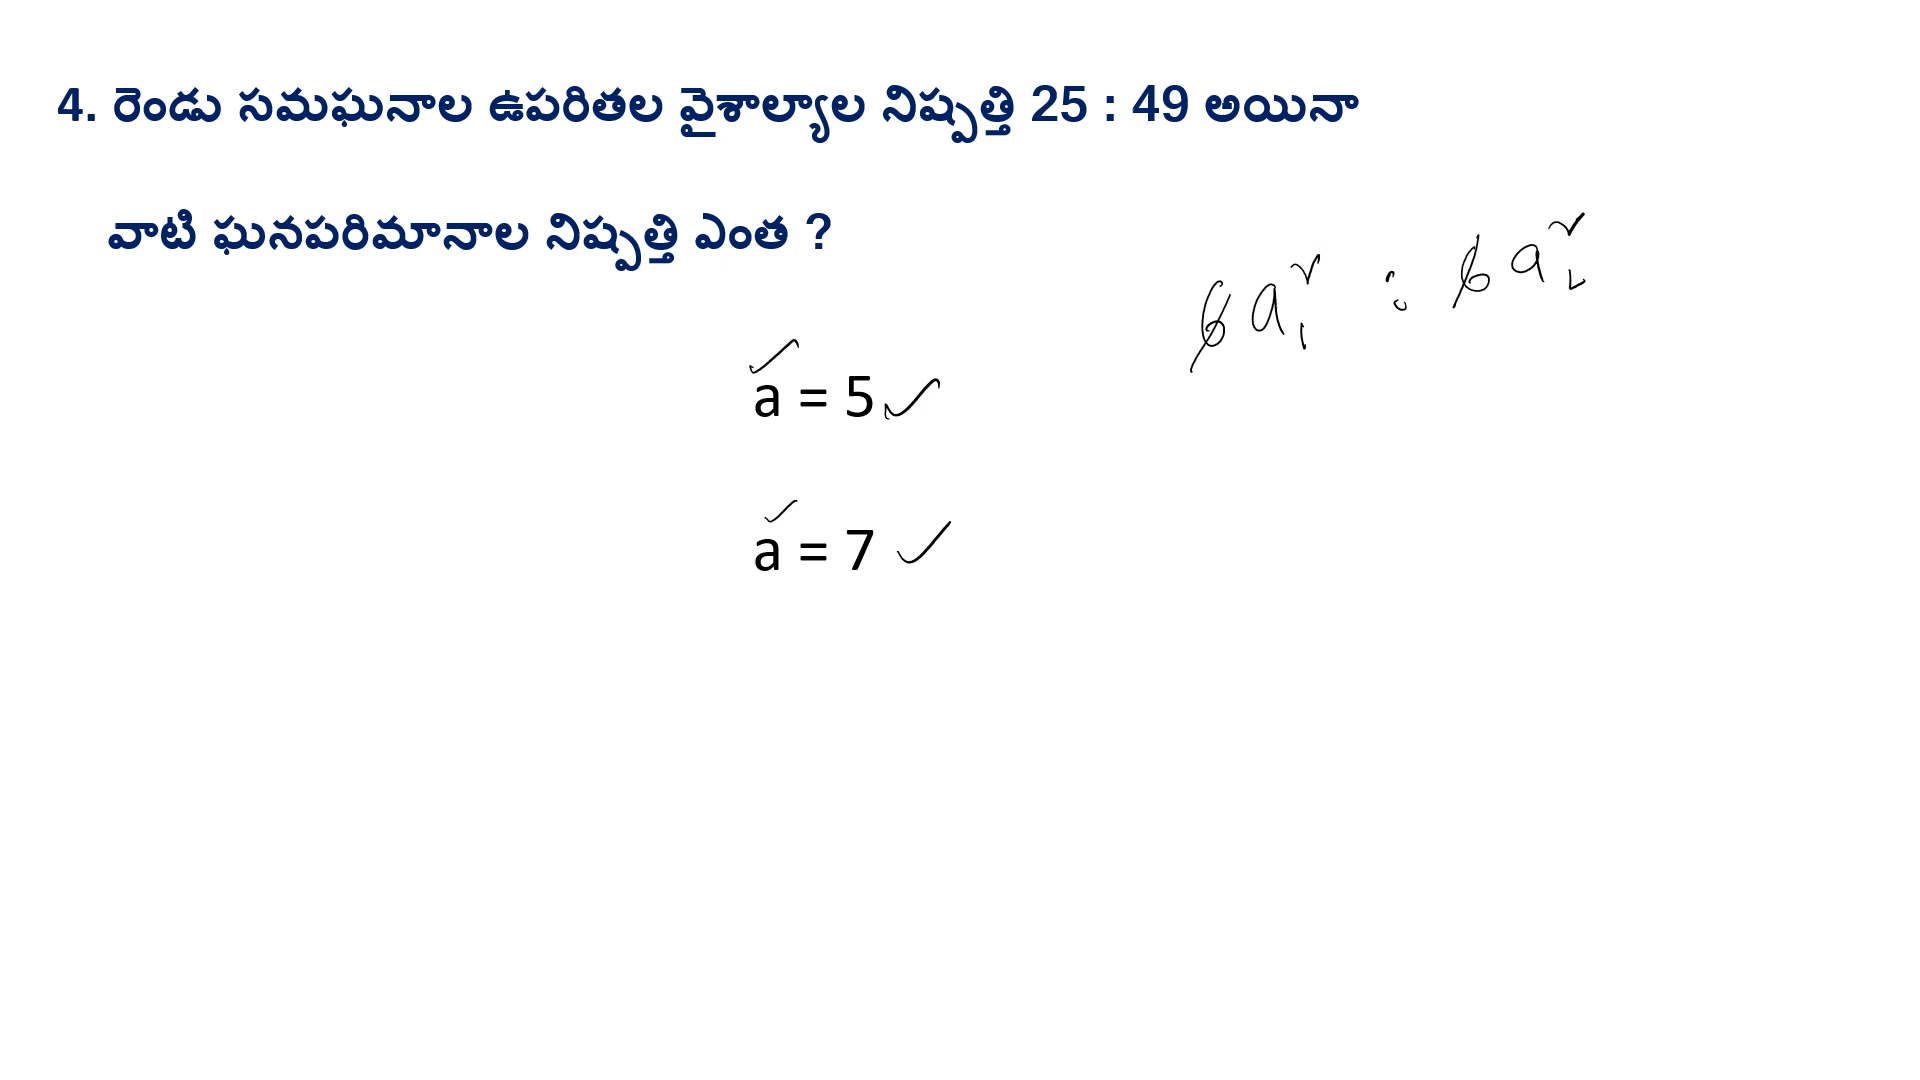 4. రెండు సమఘనాల ఉపరితల వైశాల్యాల నిష్పత్తి 25 : 49 అయినా
వాటి ఘనపరిమానాల నిష్పత్తి ఎంత ?
6a₁² : 6a₂²
a = 5
a = 7